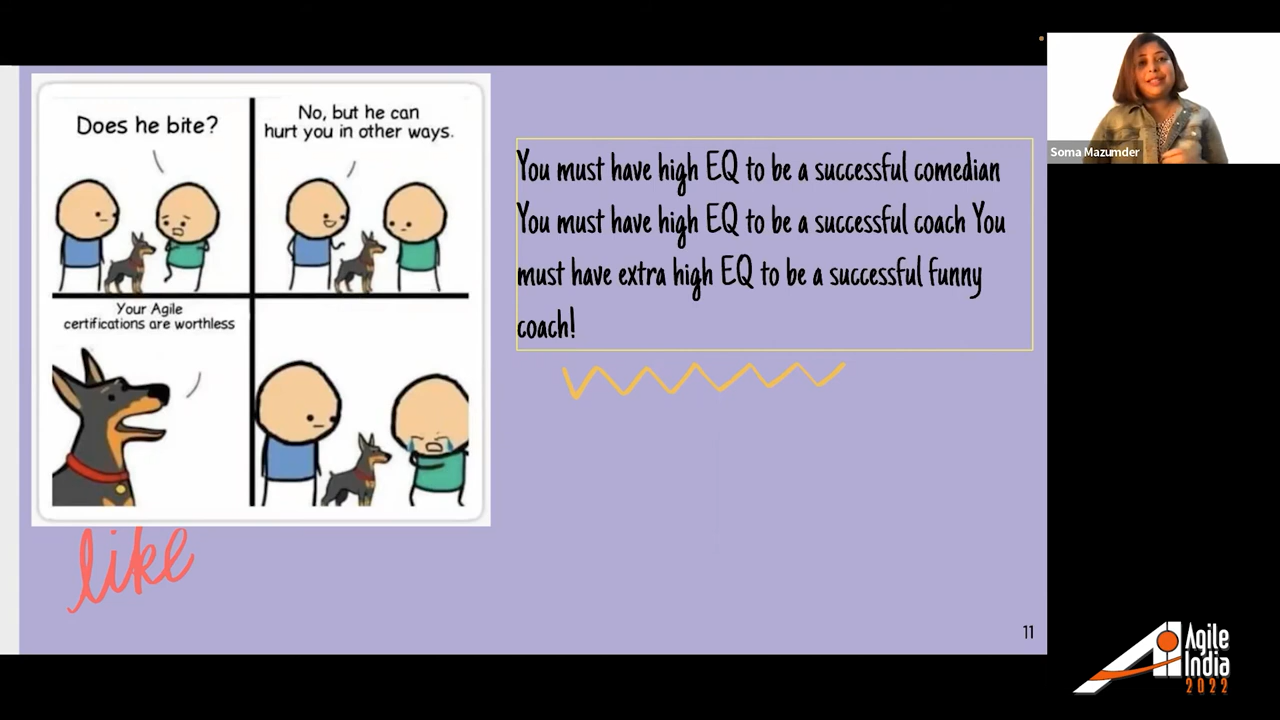 Does he bite?
No, but he can
hurt you in other ways.
Your Agile
certifications are worthless
like
You must have high EQ to be a successful comedian
You must have high EQ to be a successful coach You
must have extra high EQ to be a successful funny
coach!
11
Soma Mazumder
Agile
India
2022